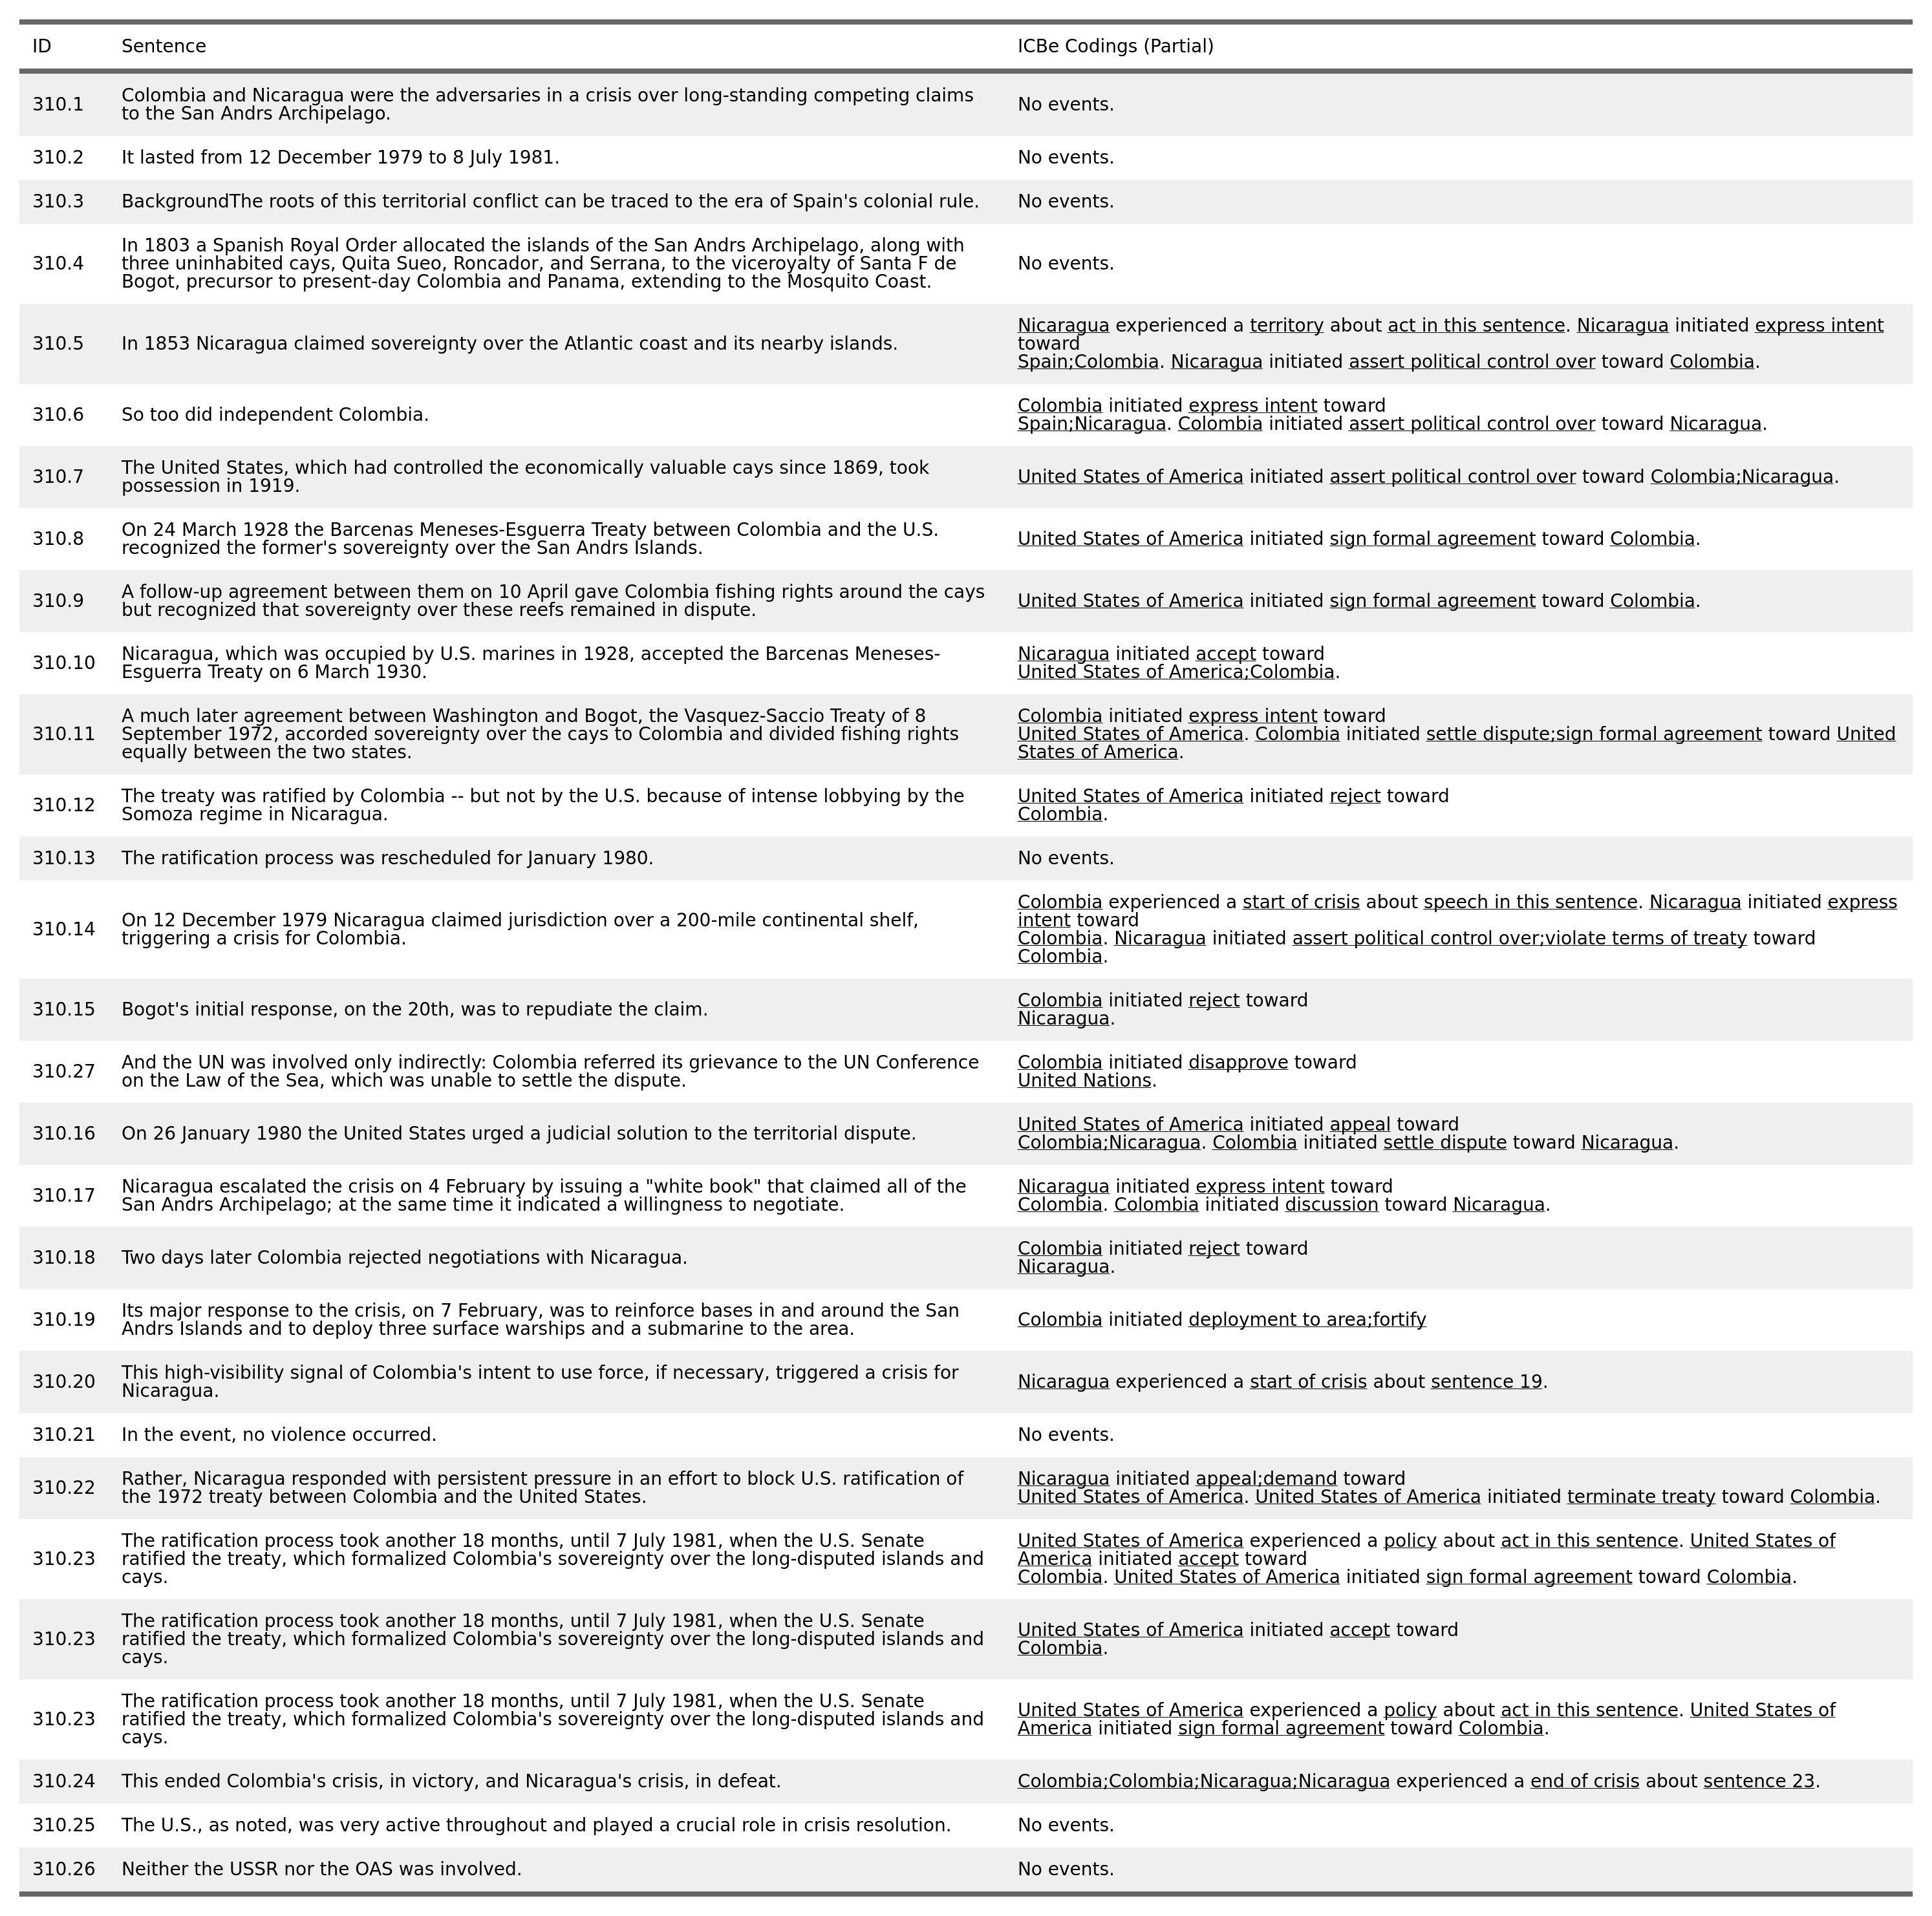 ID Sentence ICBe Codings (Partial)
310.1 Colombia and Nicaragua were the adversaries in a crisis over long-standing competing claims
to the San Andrs Archipelago. No events.
310.2 It lasted from 12 December 1979 to 8 July 1981. No events.
310.3 BackgroundThe roots of this territorial conflict can be traced to the era of Spain's colonial rule. No events.
310.4 In 1803 a Spanish Royal Order allocated the islands of the San Andrs Archipelago, along with
three uninhabited cays, Quita Sueo, Roncador, and Serrana, to the viceroyalty of Santa F de
Bogot, precursor to present-day Colombia and Panama, extending to the Mosquito Coast. No events.
310.5 In 1853 Nicaragua claimed sovereignty over the Atlantic coast and its nearby islands.
Nicaragua experienced a territory about act in this sentence. Nicaragua initiated express intent
toward
Spain;Colombia. Nicaragua initiated assert political control over toward Colombia.
310.6 So too did independent Colombia.
Colombia initiated express intent toward
Spain;Nicaragua. Colombia initiated assert political control over toward Nicaragua.
310.7 The United States, which had controlled the economically valuable cays since 1869, took
possession in 1919.
United States of America initiated assert political control over toward Colombia;Nicaragua.
310.8 On 24 March 1928 the Barcenas Meneses-Esguerra Treaty between Colombia and the U.S.
recognized the former's sovereignty over the San Andrs Islands.
United States of America initiated sign formal agreement toward Colombia.
310.9 A follow-up agreement between them on 10 April gave Colombia fishing rights around the cays
but recognized that sovereignty over these reefs remained in dispute.
United States of America initiated sign formal agreement toward Colombia.
310.10 Nicaragua, which was occupied by U.S. marines in 1928, accepted the Barcenas Meneses-
Esguerra Treaty on 6 March 1930.
Nicaragua initiated accept toward
United States of America;Colombia.
310.11 A much later agreement between Washington and Bogot, the Vasquez-Saccio Treaty of 8
September 1972, accorded sovereignty over the cays to Colombia and divided fishing rights
equally between the two states.
Colombia initiated express intent toward
United States of America. Colombia initiated settle dispute;sign formal agreement toward United
States of America.
310.12 The treaty was ratified by Colombia -- but not by the U.S. because of intense lobbying by the
Somoza regime in Nicaragua.
United States of America initiated reject toward
Colombia.
310.13 The ratification process was rescheduled for January 1980. No events.
310.14 On 12 December 1979 Nicaragua claimed jurisdiction over a 200-mile continental shelf,
triggering a crisis for Colombia.
Colombia experienced a start of crisis about speech in this sentence. Nicaragua initiated express
intent toward
Colombia. Nicaragua initiated assert political control over;violate terms of treaty toward
Colombia.
310.15 Bogot's initial response, on the 20th, was to repudiate the claim.
Colombia initiated reject toward
Nicaragua.
310.27 And the UN was involved only indirectly: Colombia referred its grievance to the UN Conference
on the Law of the Sea, which was unable to settle the dispute.
Colombia initiated disapprove toward
United Nations.
310.16 On 26 January 1980 the United States urged a judicial solution to the territorial dispute.
United States of America initiated appeal toward
Colombia;Nicaragua. Colombia initiated settle dispute toward Nicaragua.
310.17 Nicaragua escalated the crisis on 4 February by issuing a "white book" that claimed all of the
San Andrs Archipelago; at the same time it indicated a willingness to negotiate.
Nicaragua initiated express intent toward
Colombia. Colombia initiated discussion toward Nicaragua.
310.18 Two days later Colombia rejected negotiations with Nicaragua.
Colombia initiated reject toward
Nicaragua.
310.19 Its major response to the crisis, on 7 February, was to reinforce bases in and around the San
Andrs Islands and to deploy three surface warships and a submarine to the area.
Colombia initiated deployment to area;fortify
310.20 This high-visibility signal of Colombia's intent to use force, if necessary, triggered a crisis for
Nicaragua.
Nicaragua experienced a start of crisis about sentence 19.
310.21 In the event, no violence occurred. No events.
310.22 Rather, Nicaragua responded with persistent pressure in an effort to block U.S. ratification of
the 1972 treaty between Colombia and the United States.
Nicaragua initiated appeal;demand toward
United States of America. United States of America initiated terminate treaty toward Colombia.
310.23 The ratification process took another 18 months, until 7 July 1981, when the U.S. Senate
ratified the treaty, which formalized Colombia's sovereignty over the long-disputed islands and
cays.
United States of America experienced a policy about act in this sentence. United States of
America initiated accept toward
Colombia. United States of America initiated sign formal agreement toward Colombia.
310.23 The ratification process took another 18 months, until 7 July 1981, when the U.S. Senate
ratified the treaty, which formalized Colombia's sovereignty over the long-disputed islands and
cays.
United States of America initiated accept toward
Colombia.
310.23 The ratification process took another 18 months, until 7 July 1981, when the U.S. Senate
ratified the treaty, which formalized Colombia's sovereignty over the long-disputed islands and
cays.
United States of America experienced a policy about act in this sentence. United States of
America initiated sign formal agreement toward Colombia.
310.24 This ended Colombia's crisis, in victory, and Nicaragua's crisis, in defeat.
Colombia;Colombia;Nicaragua;Nicaragua experienced a end of crisis about sentence 23.
310.25 The U.S., as noted, was very active throughout and played a crucial role in crisis resolution. No events.
310.26 Neither the USSR nor the OAS was involved. No events.